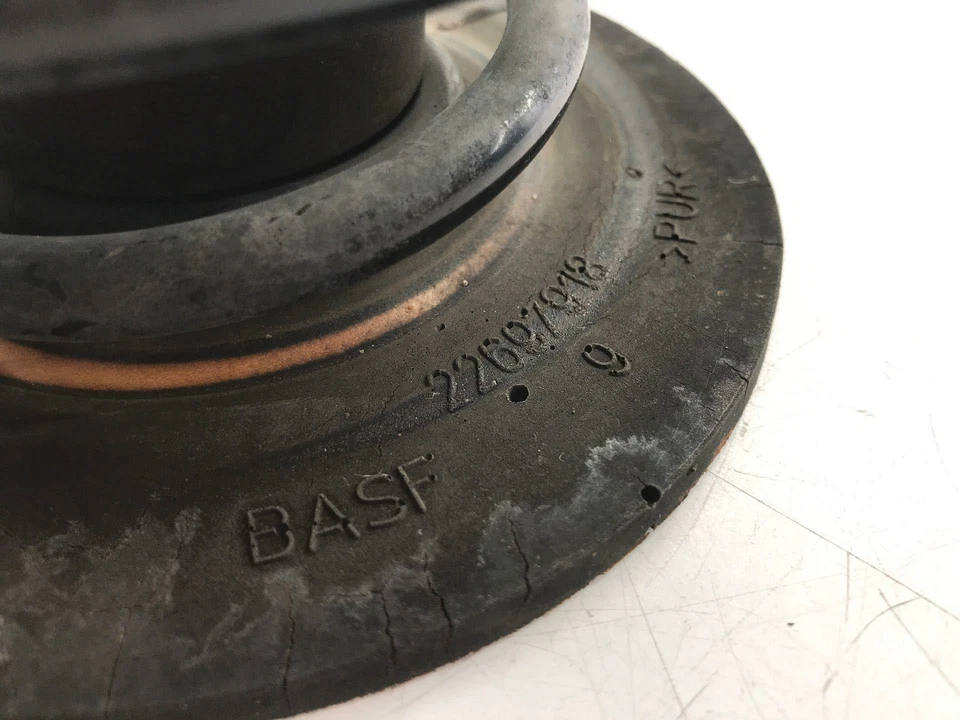 BASF
22697918
9
>PUR<